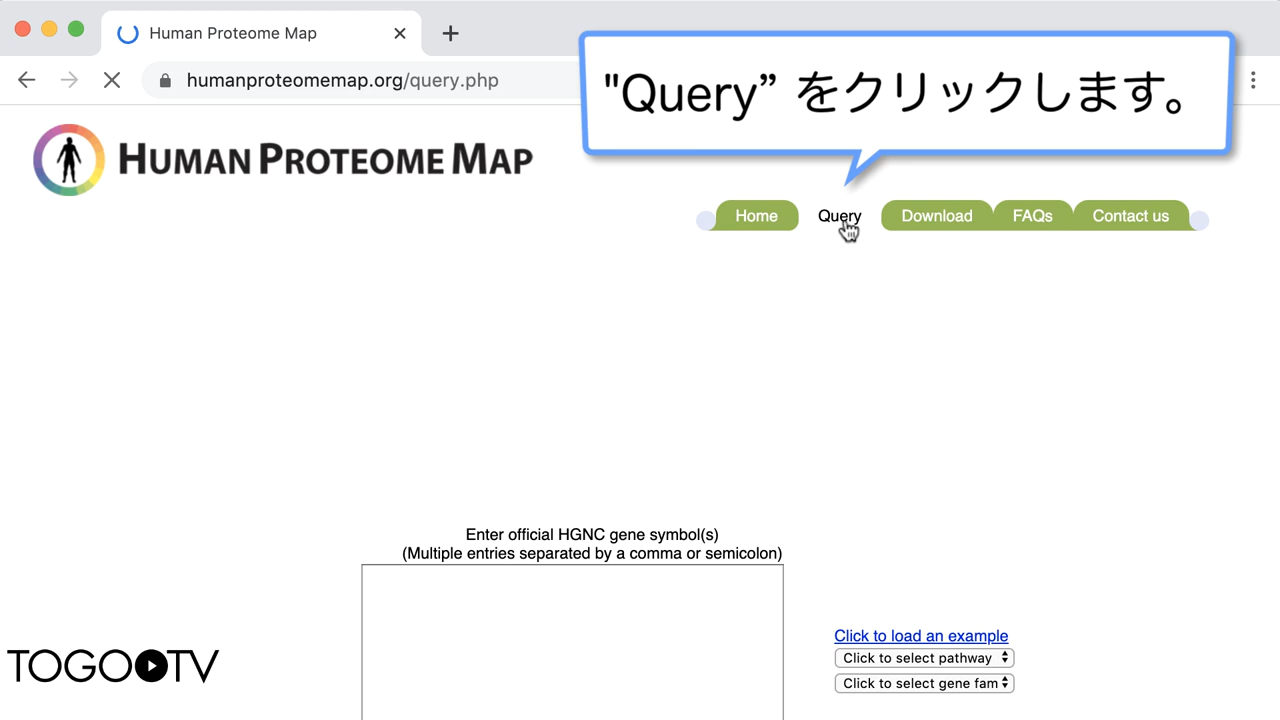 Human Proteome Map
humanproteomemap.org/query.php
"Query” をクリックします。
HUMAN PROTEOME MAP
Home
Query
Download
FAQs
Contact us
Enter official HGNC gene symbol(s)
(Multiple entries separated by a comma or semicolon)
Click to load an example
Click to select pathway
Click to select gene fam
TOGOTV